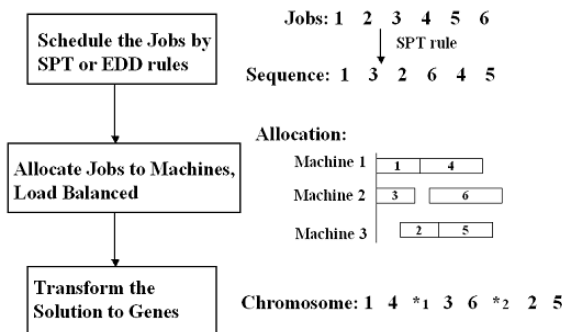 Jobs: 1 2 3 4 5 6
Schedule the Jobs by
SPT or EDD rules
SPT rule
Sequence: 1 3 2 6 4 5
Allocation:
Allocate Jobs to Machines,
Load Balanced
Machine 1 1 4
Machine 2 3 6
Machine 3 2 5
Transform the
Solution to Genes
Chromosome: 1 4 *1 3 6 *2 2 5